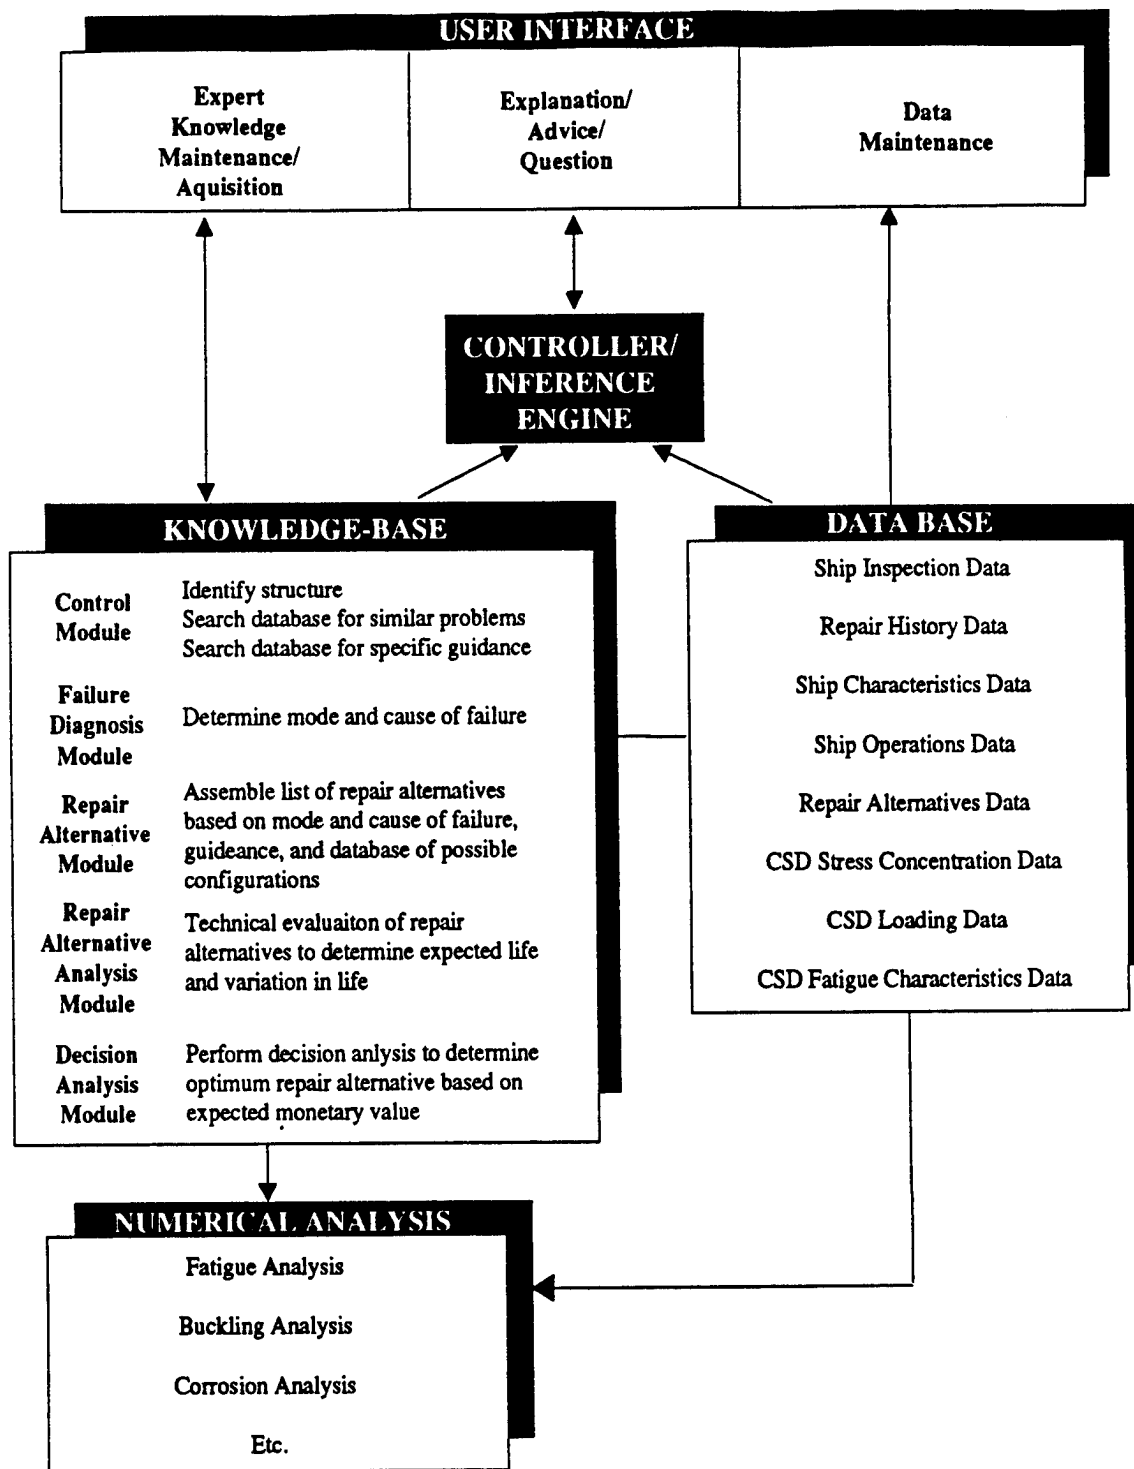 USER INTERFACE
Expert
Knowledge
Maintenance/
Aquisition
Explanation/
Advice/
Question
Data
Maintenance
CONTROLLER/
INFERENCE
ENGINE
KNOWLEDGE-BASE
Control
Module
Identify structure
Search database for similar problems
Search database for specific guidance
Failure
Diagnosis
Module
Determine mode and cause of failure
Repair
Alternative
Module
Assemble list of repair alternatives
based on mode and cause of failure,
guideance, and database of possible
configurations
Repair
Alternative
Analysis
Module
Technical evaluaiton of repair
alternatives to determine expected life
and variation in life
Decision
Analysis
Module
Perform decision anlysis to determine
optimum repair alternative based on
expected monetary value
DATA BASE
Ship Inspection Data
Repair History Data
Ship Characteristics Data
Ship Operations Data
Repair Alternatives Data
CSD Stress Concentration Data
CSD Loading Data
CSD Fatigue Characteristics Data
NUMERICAL ANALYSIS
Fatigue Analysis
Buckling Analysis
Corrosion Analysis
Etc.